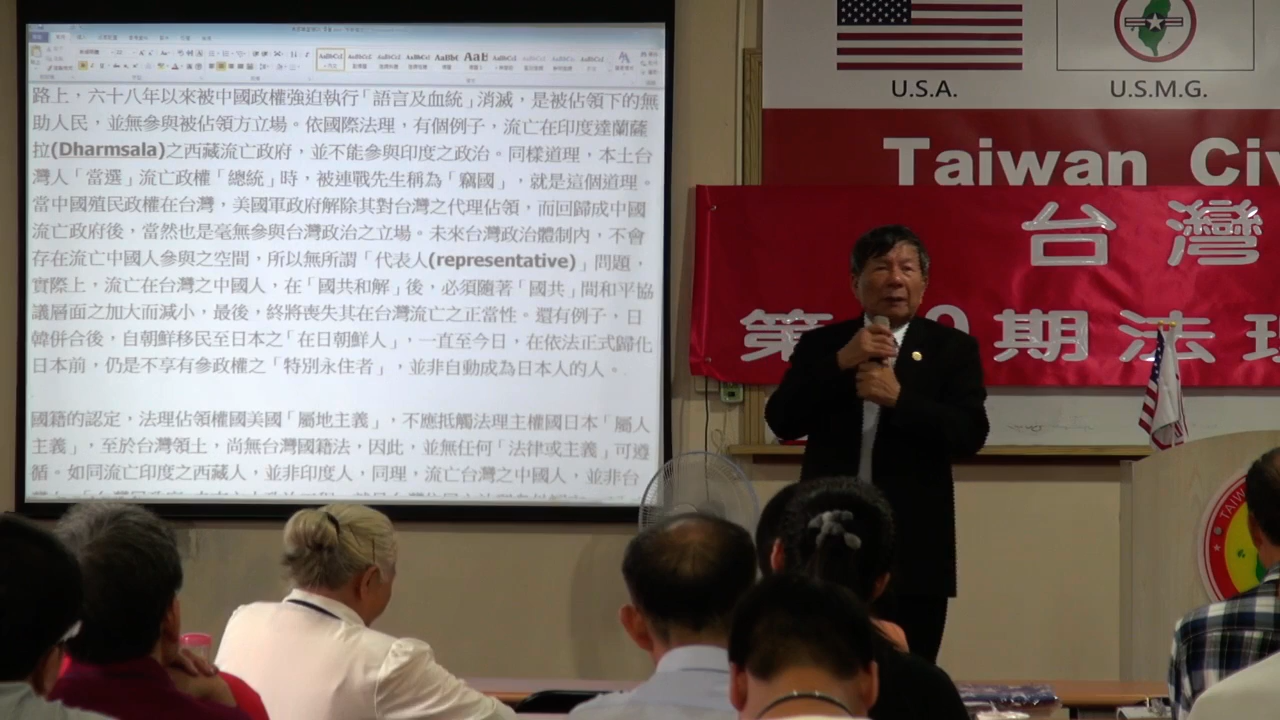 路上，六十八年以來被中國政權強迫執行「語言及血統」消滅，是被佔領下的無
助人民，並無參與被佔領方立場。依國際法理，有個例子，流亡在印度達蘭薩
拉(Dharmsala)之西藏流亡政府，並不能參與印度之政治。同樣道理，本土台
灣人「當選」流亡政權「總統」時，被連戰先生稱為「竊國」，就是這個道理。
當中國殖民政權在台灣，美國軍政府解除其對台灣之代理佔領，而回歸成中國
流亡政府後，當然也是毫無參與台灣政治之立場。未來台灣政治體制內，不會
存在流亡中國人參與之空間，所以無所謂「代表人(representative)」問題，
實際上，流亡在台灣之中國人，在「國共和解」後，必須隨著「國共」間和平協
議層面之加大而減小，最後，終將喪失其在台灣流亡之正當性。還有例子，日
韓併合後，自朝鮮移民至日本之「在日朝鮮人」，一直至今日，在依法正式歸化
日本前，仍是不享有參政權之「特別永住者」，並非自動成為日本人的人。
國籍的認定，法理佔領權國美國「屬地主義」，不應抵觸法理主權國日本「屬人
主義」，至於台灣領土，尚無台灣國籍法，因此，並無任何「法律或主義」可遵
循。如同流亡印度之西藏人，並非印度人，同理，流亡台灣之中國人，並非台
U.S.A.
U.S.M.G.
Taiwan Civ
台灣
第 期法理
TAIWAN